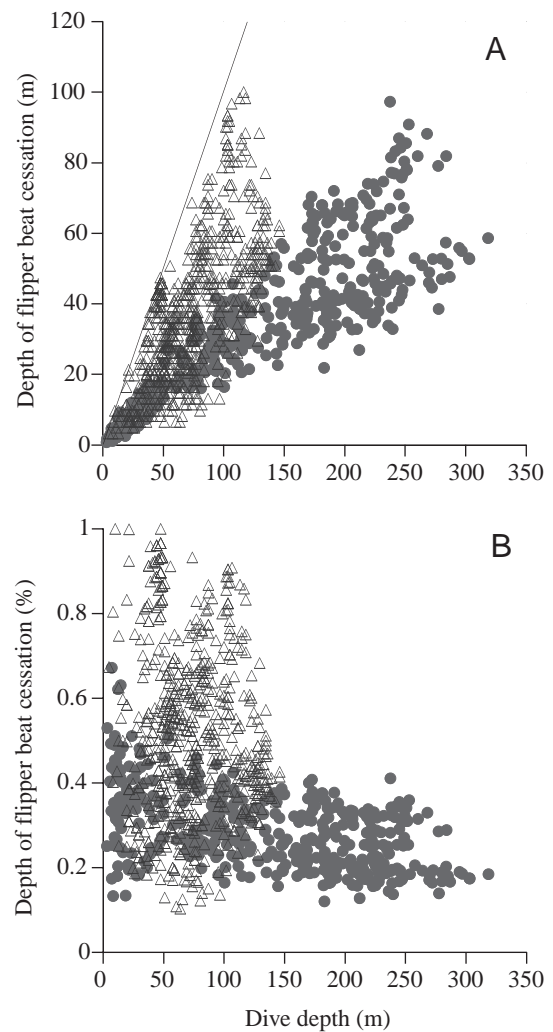 A
120
100
80
60
40
20
0
Depth of flipper beat cessation (m)
0 50 100 150 200 250 300 350
B
1
0.8
0.6
0.4
0.2
0
Depth of flipper beat cessation (%)
0 50 100 150 200 250 300 350
Dive depth (m)